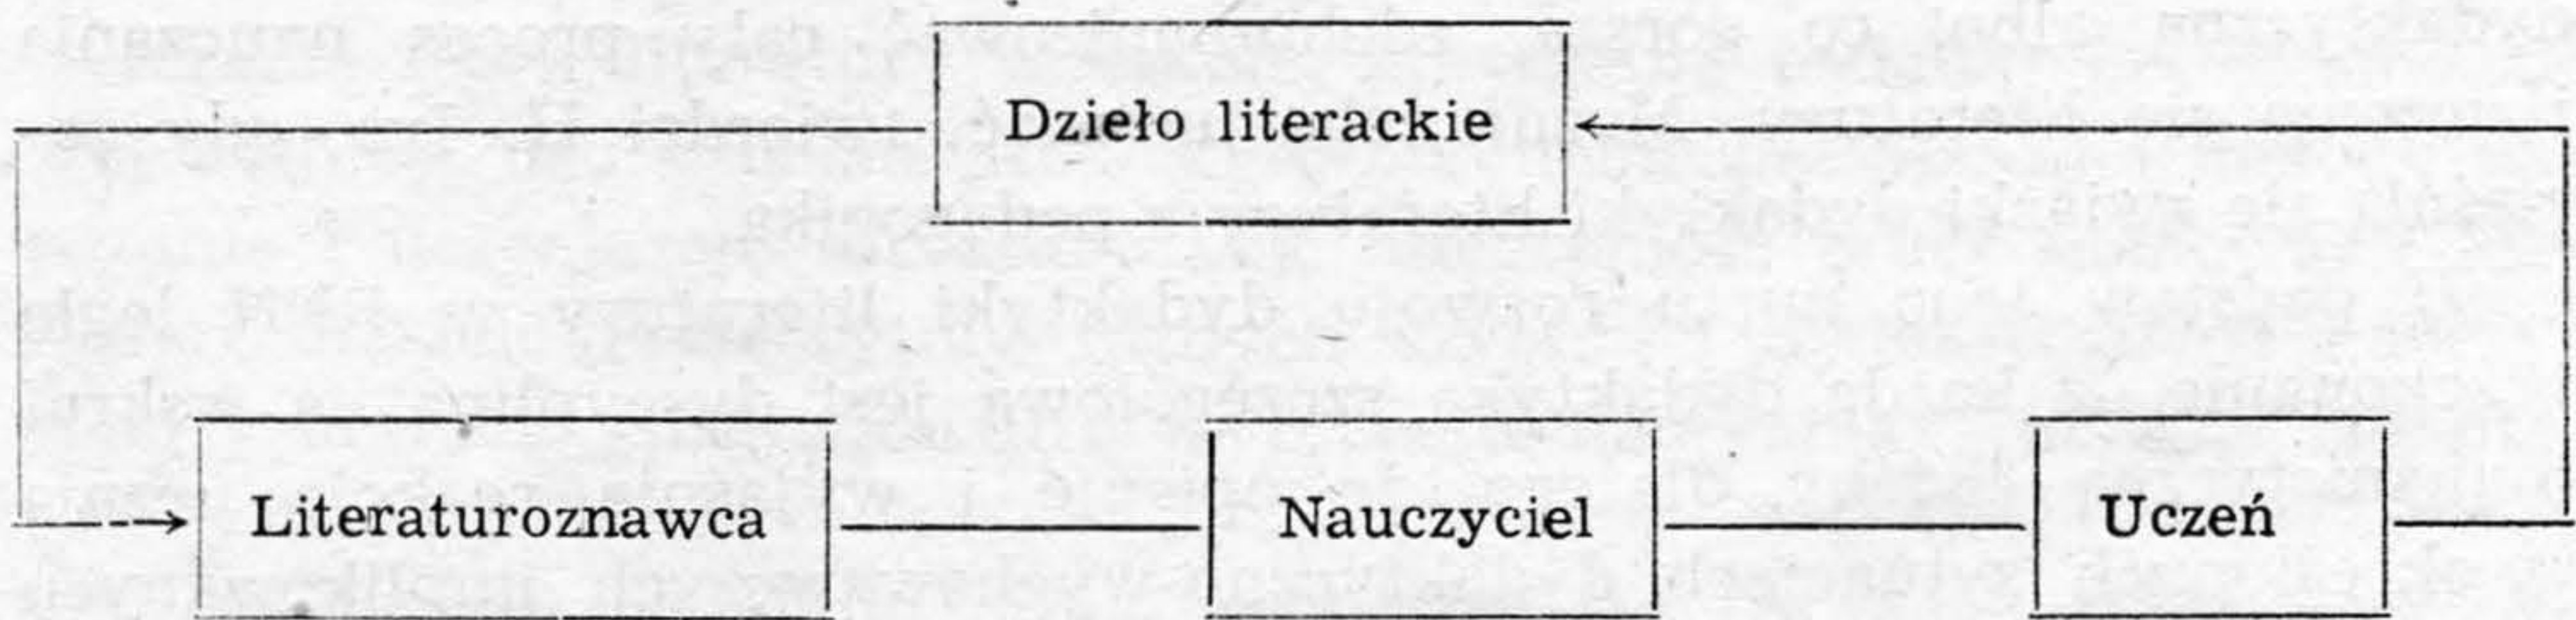 Dzieło literackie
Literaturoznawca
Nauczyciel
Uczeń